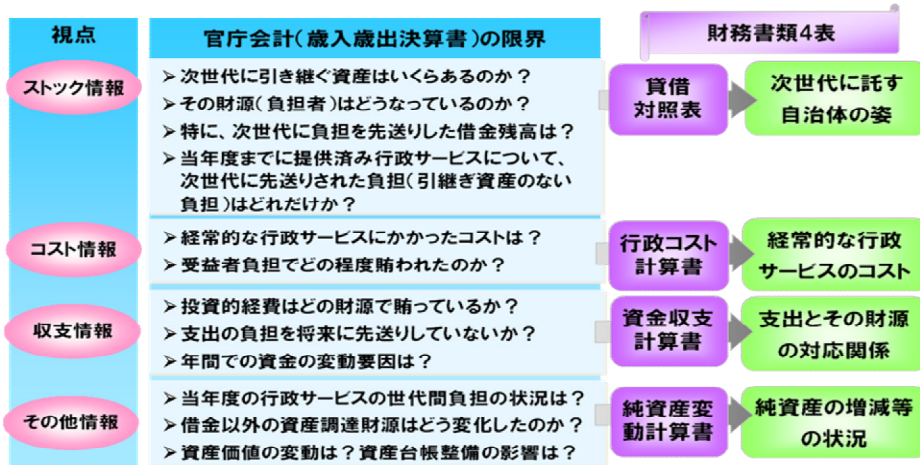 視点
官庁会計(歳入歳出決算書)の限界
財務書類4表
ストック情報
➢次世代に引き継ぐ資産はいくらあるのか？
➢その財源(負担者)はどうなっているのか？
➢特に、次世代に負担を先送りした借金残高は？
➢当年度までに提供済み行政サービスについて、
次世代に先送りされた負担(引継ぎ資産のない
負担)はどれだけか？
貸借
対照表
次世代に託す
自治体の姿
コスト情報
➢経常的な行政サービスにかかったコストは？
➢受益者負担でどの程度賄われたのか？
行政コスト
計算書
経常的な行政
サービスのコスト
収支情報
➢投資的経費はどの財源で賄っているか？
➢支出の負担を将来に先送りしていないか？
➢年間での資金の変動要因は？
資金収支
計算書
支出とその財源
の対応関係
その他情報
➢当年度の行政サービスの世代間負担の状況は？
➢借金以外の資産調達財源はどう変化したのか？
➢資産価値の変動は？資産台帳整備の影響は？
純資産変
動計算書
純資産の増減等
の状況